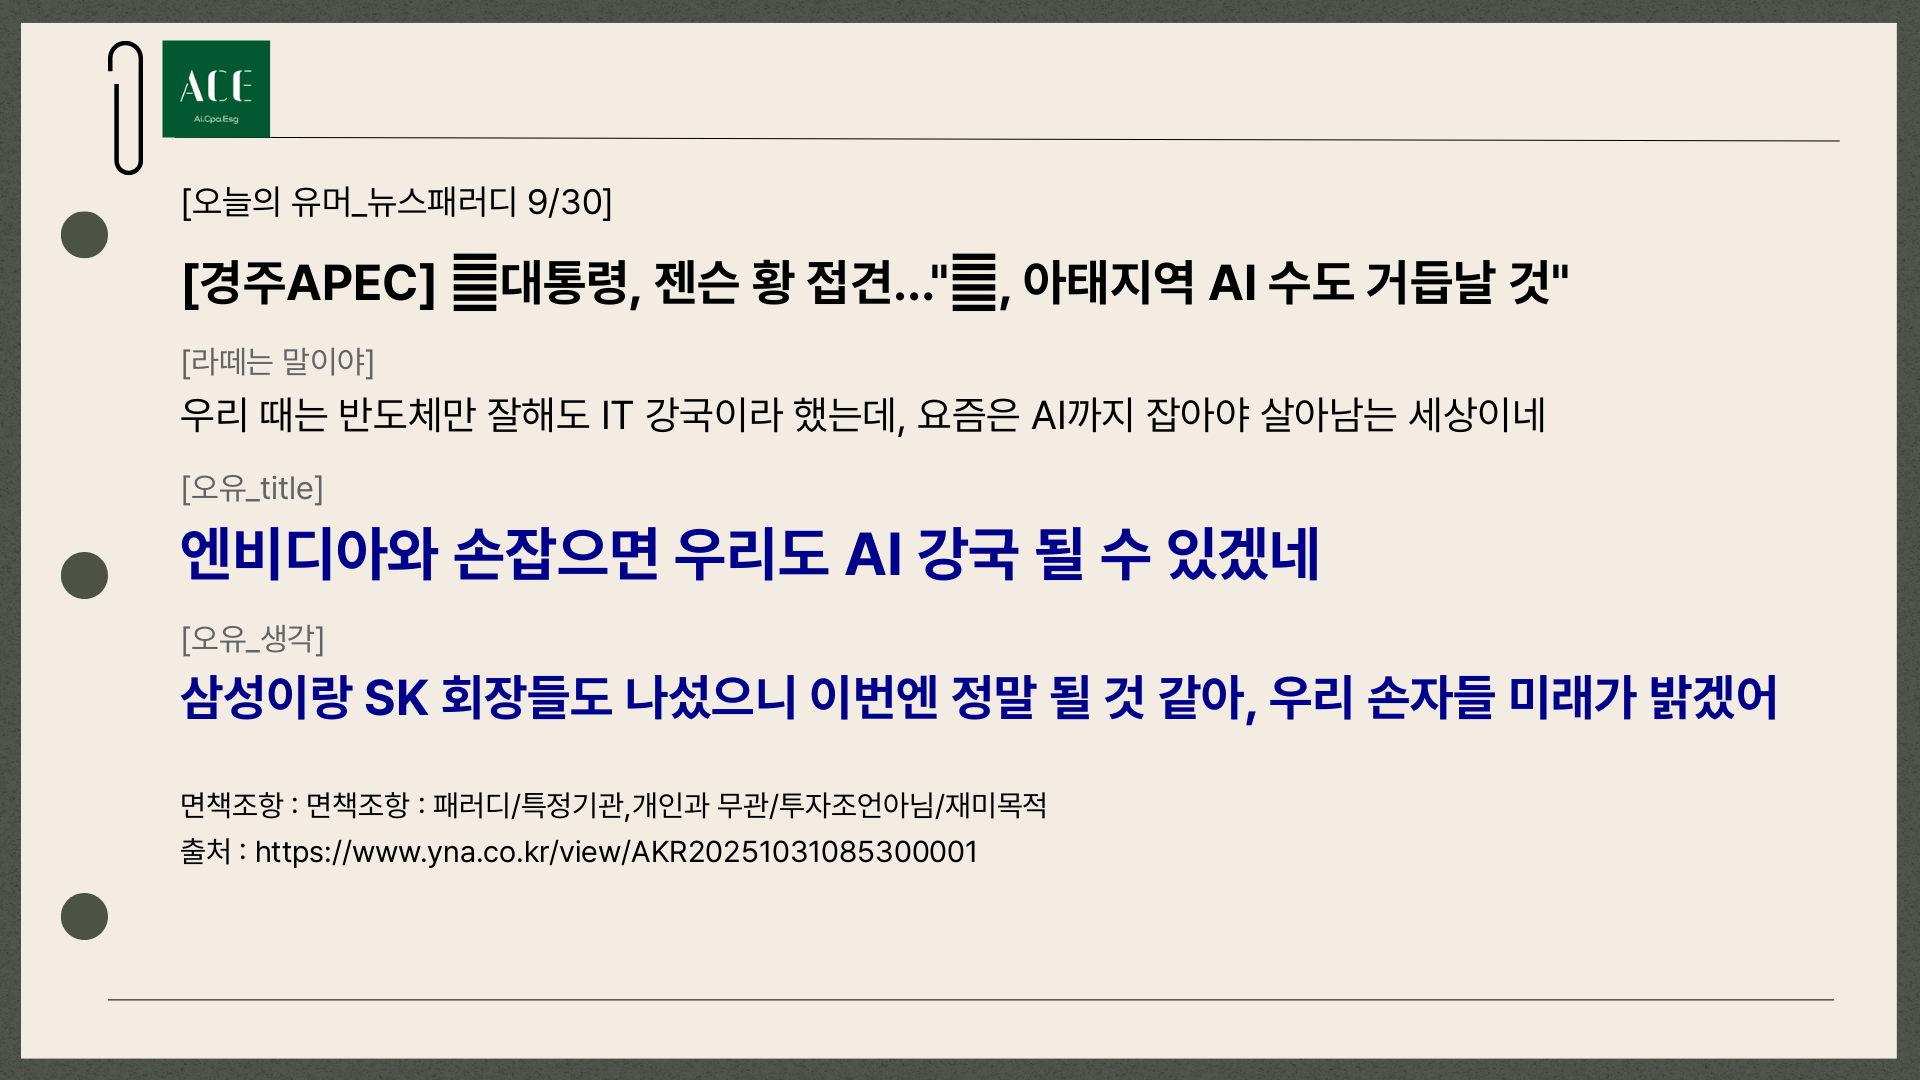 ACE
Ai.Cpa.Esg
[오늘의 유머_뉴스패러디 9/30]
[경주APEC] 대통령, 젠슨 황 접견...", 아태지역 AI 수도 거듭날 것"
[라떼는 말이야]
우리 때는 반도체만 잘해도 IT 강국이라 했는데, 요즘은 AI까지 잡아야 살아남는 세상이네
[오유_title]
엔비디아와 손잡으면 우리도 AI 강국 될 수 있겠네
[오유_생각]
삼성이랑 SK 회장들도 나섰으니 이번엔 정말 될 것 같아, 우리 손자들 미래가 밝겠어
면책조항 : 면책조항 : 패러디/특정기관,개인과 무관/투자조언아님/재미목적
출처 : https://www.yna.co.kr/view/AKR20251031085300001